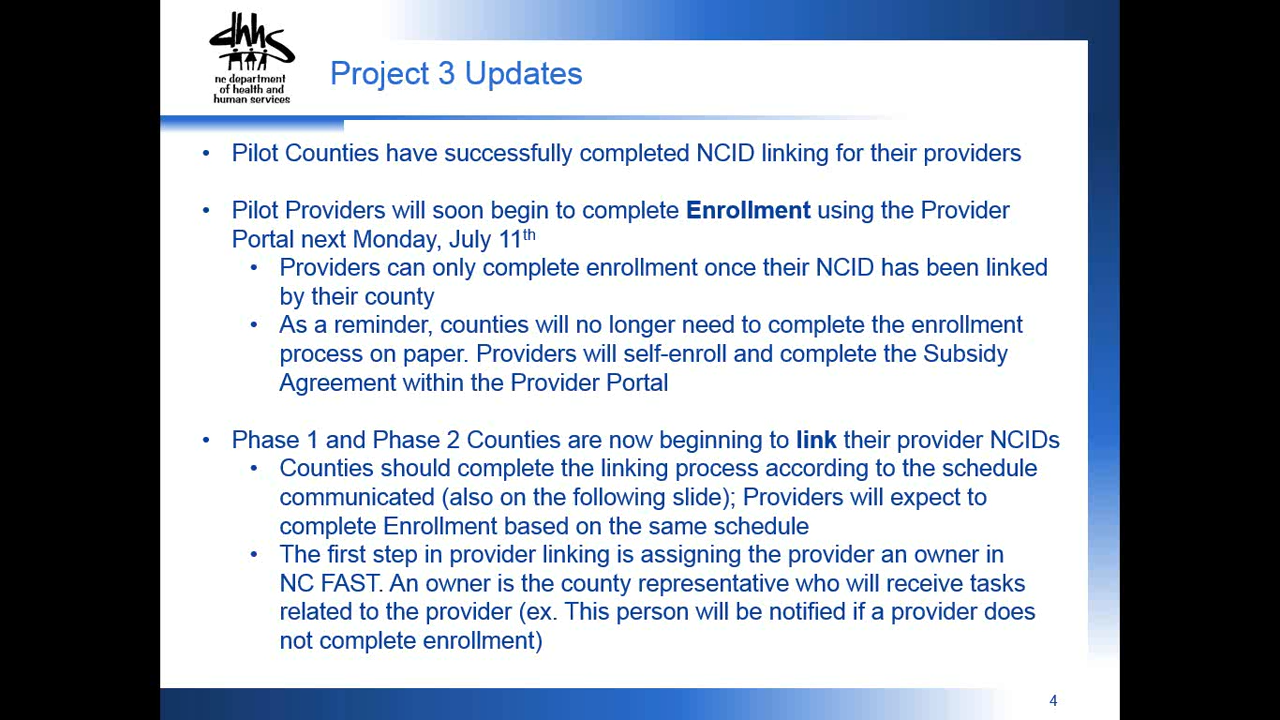 dhhs
nc department
of health and
human services
Project 3 Updates
• Pilot Counties have successfully completed NCID linking for their providers
• Pilot Providers will soon begin to complete Enrollment using the Provider
Portal next Monday, July 11th
• Providers can only complete enrollment once their NCID has been linked
by their county
• As a reminder, counties will no longer need to complete the enrollment
process on paper. Providers will self-enroll and complete the Subsidy
Agreement within the Provider Portal
• Phase 1 and Phase 2 Counties are now beginning to link their provider NCIDs
• Counties should complete the linking process according to the schedule
communicated (also on the following slide); Providers will expect to
complete Enrollment based on the same schedule
• The first step in provider linking is assigning the provider an owner in
NC FAST. An owner is the county representative who will receive tasks
related to the provider (ex. This person will be notified if a provider does
not complete enrollment)
4